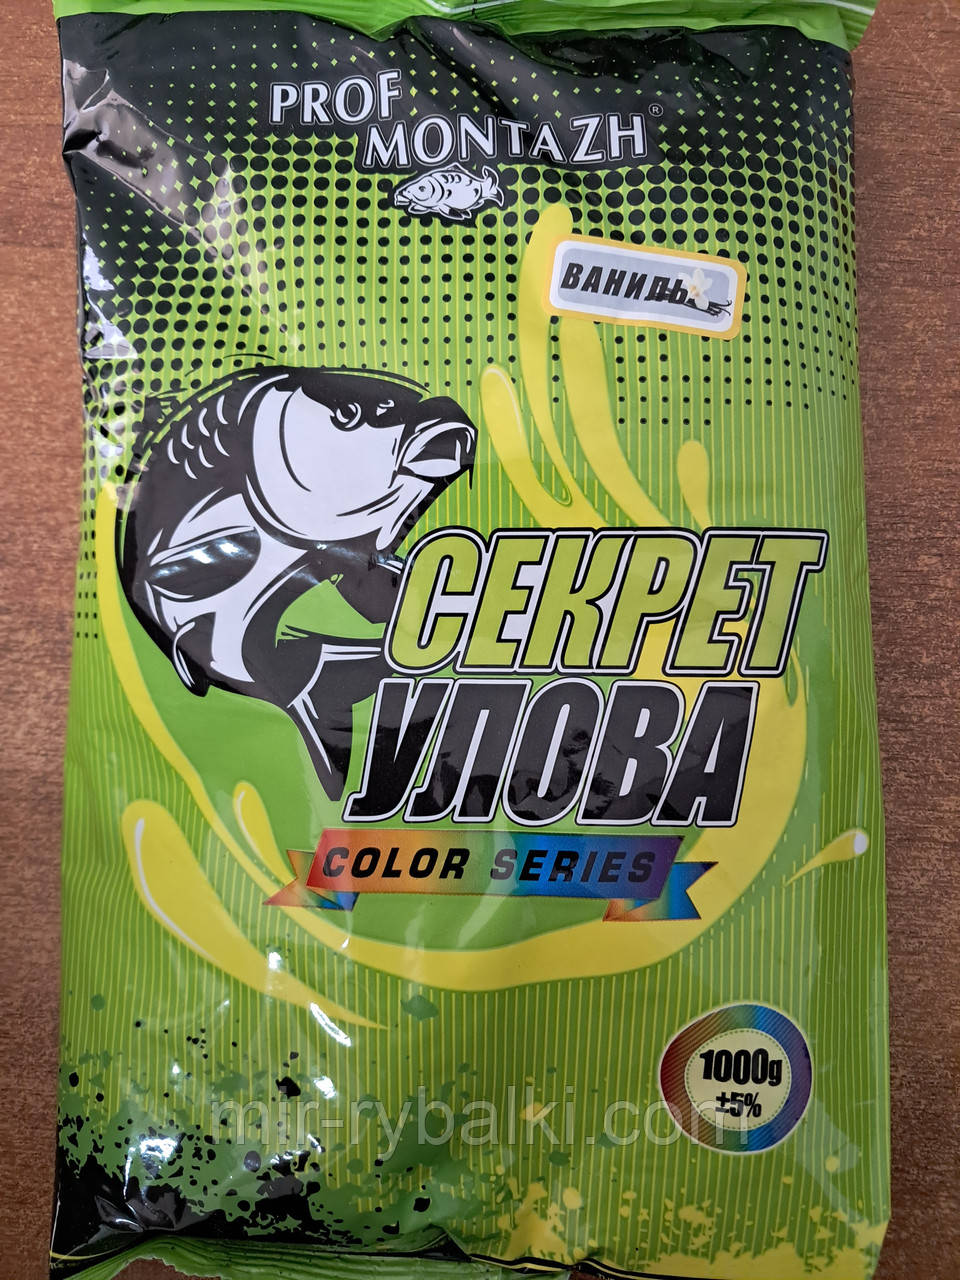 PROF
MONTAZH®
ВАНИЛЬ
СЕКРЕТ
УЛОВА
COLOR SERIES
1000g
±5%
mir-rybalki.com